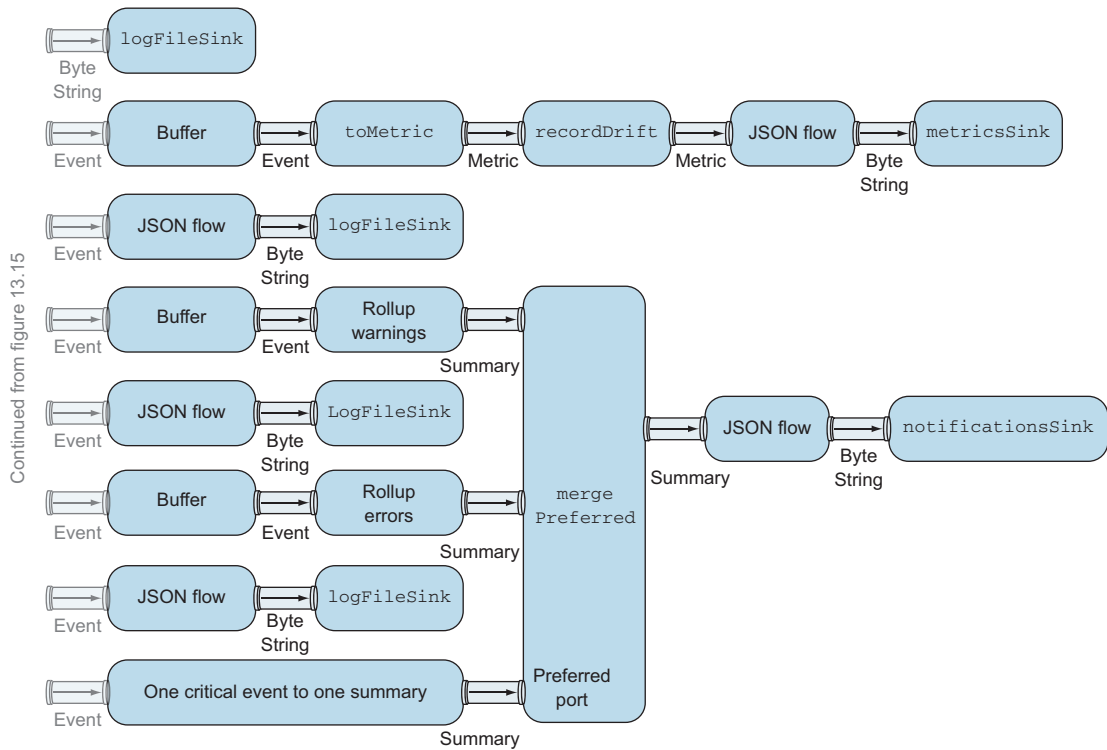 Continued from figure 13.15
logFileSink
Byte
String
Buffer
toMetric
recordDrift
JSON flow
metricsSink
Event
Event
Metric
Metric
Byte
String
JSON flow
logFileSink
Event
Byte
String
Buffer
Rollup
warnings
Event
Event
Summary
JSON flow
LogFileSink
Event
Byte
String
JSON flow
notificationsSink
Summary
Byte
String
Buffer
Rollup
errors
merge
Preferred
Event
Event
Summary
JSON flow
logFileSink
Event
Byte
String
One critical event to one summary
Preferred
port
Event
Summary